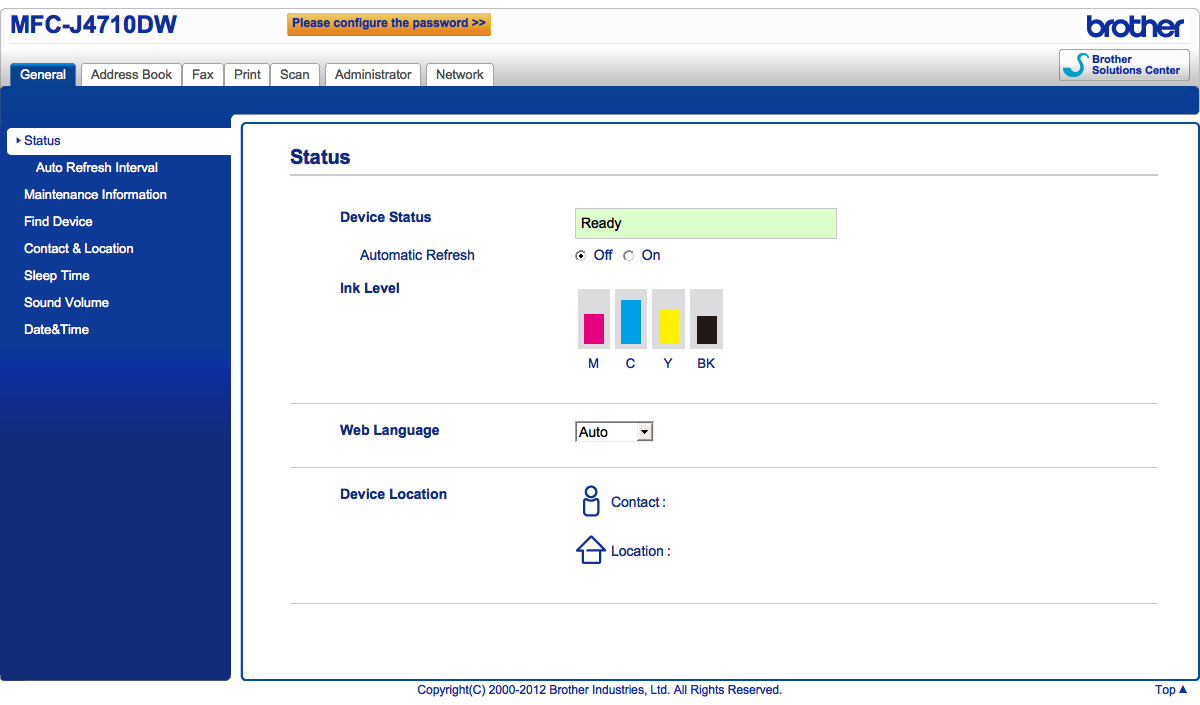 MFC-J4710DW
Please configure the password >>
brother
General
Address Book
Fax
Print
Scan
Administrator
Network
Brother
Solutions Center
Status
Auto Refresh Interval
Maintenance Information
Find Device
Contact & Location
Sleep Time
Sound Volume
Date&Time
Status
Device Status
Ready
Automatic Refresh
Off
On
Ink Level
M
C
Y
BK
Web Language
Auto
Device Location
Contact :
Location :
Copyright(C) 2000-2012 Brother Industries, Ltd. All Rights Reserved.
Top▲